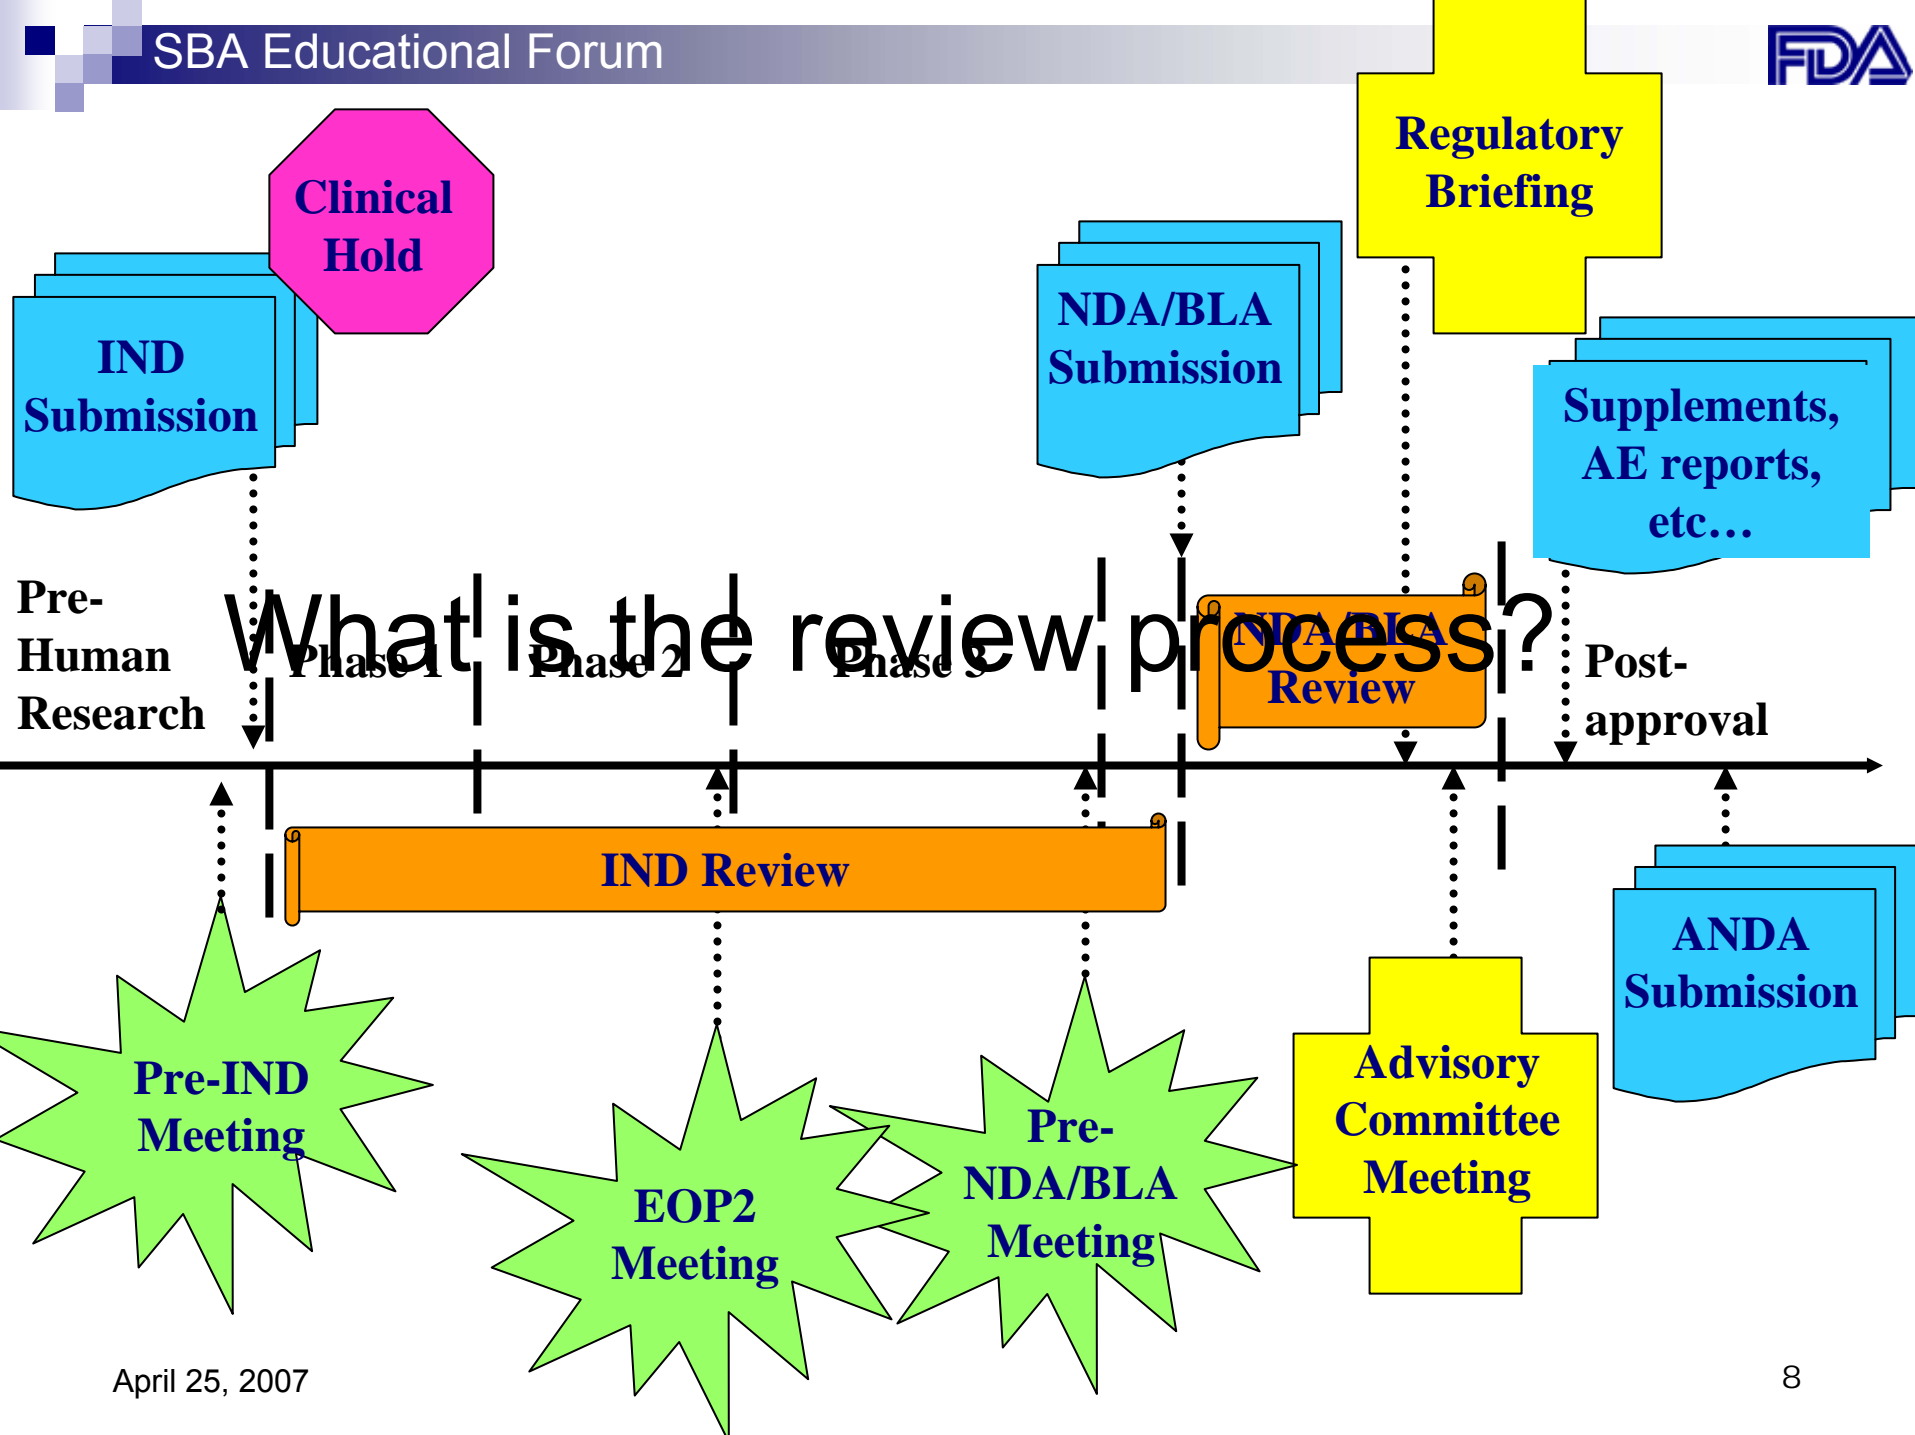 SBA Educational Forum
FDA
Regulatory
Briefing
Clinical
Hold
NDA/BLA
Submission
IND
Submission
Supplements,
AE reports,
etc…
What is the review process?
Pre-
Human
Research
Phase 1
Phase 2
Phase 3
NDA/BLA
Review
Post-
approval
IND Review
ANDA
Submission
Pre-IND
Meeting
EOP2
Meeting
Pre-
NDA/BLA
Meeting
Advisory
Committee
Meeting
April 25, 2007
8